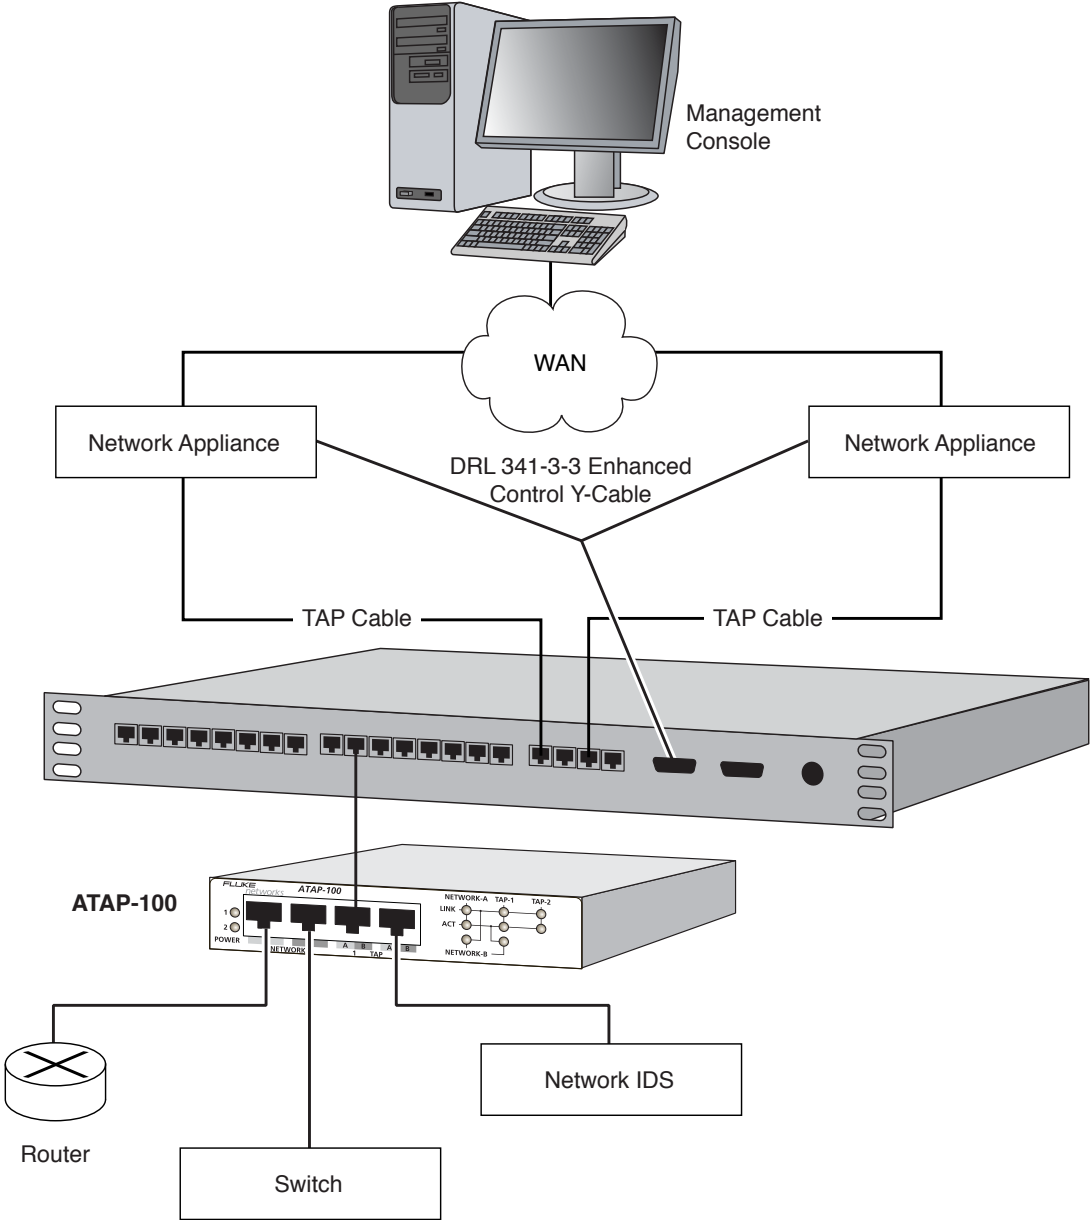 Management
Console
WAN
Network Appliance
Network Appliance
DRL 341-3-3 Enhanced
Control Y-Cable
TAP Cable
TAP Cable
ATAP-100
FLUKE
networks
ATAP-100
1
2
POWER
NETWORK
A B
1 TAP
A B
NETWORK-A TAP-1 TAP-2
LINK
ACT
NETWORK-B
Network IDS
Router
Switch